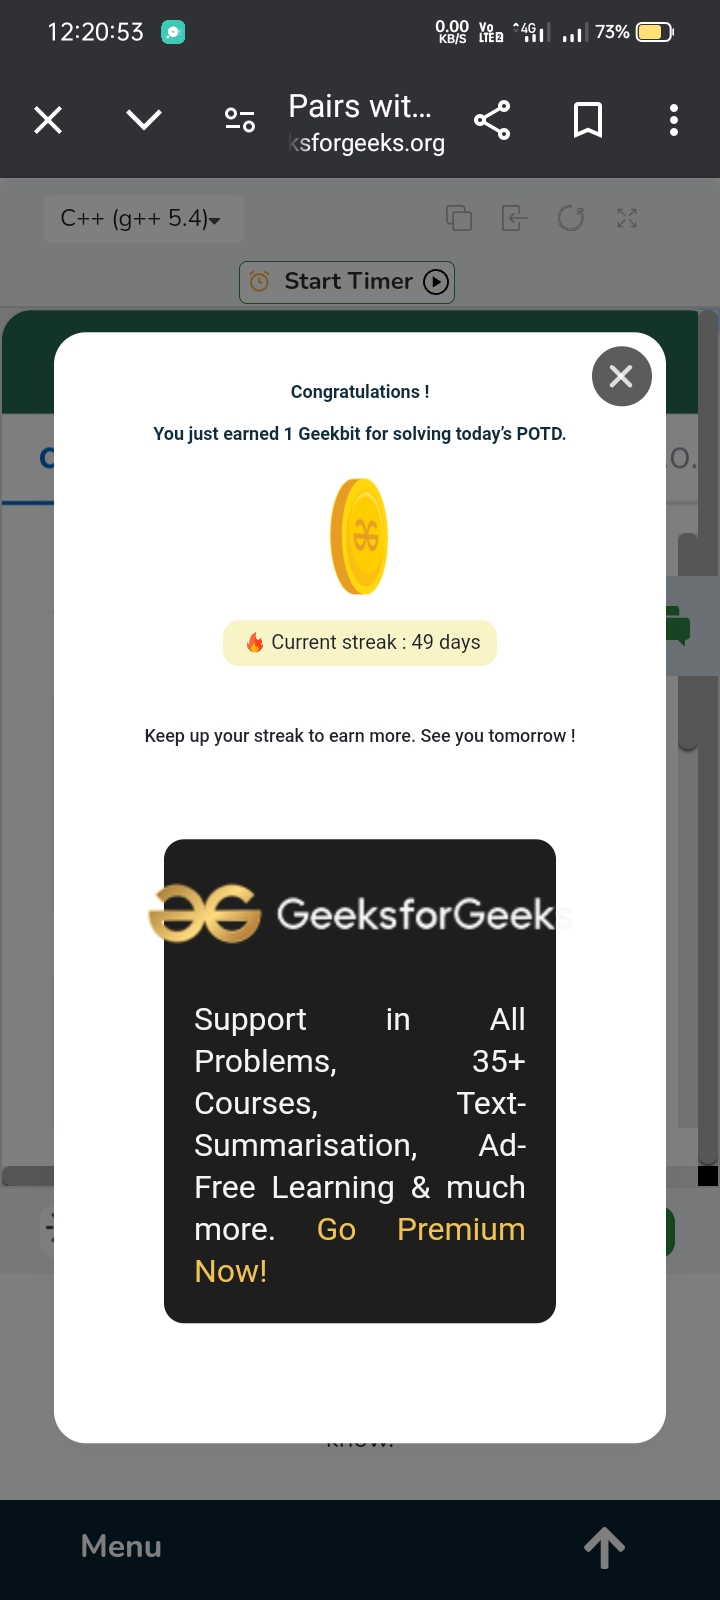 12:20:53
0.00 KB/S
Vo LTE2
4G
73%
Pairs wit...
ksforgeeks.org
C++ (g++ 5.4)
Start Timer
Congratulations !
You just earned 1 Geekbit for solving today's POTD.
Current streak : 49 days
Keep up your streak to earn more. See you tomorrow !
GeeksforGeeks
Support in All
Problems, 35+
Courses, Text-
Summarisation, Ad-
Free Learning & much
more. Go Premium
Now!
Menu